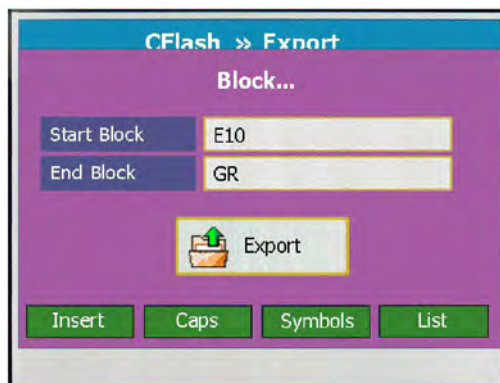 CFlash » Export
Block...
Start Block E10
End Block GR
Export
Insert Caps Symbols List